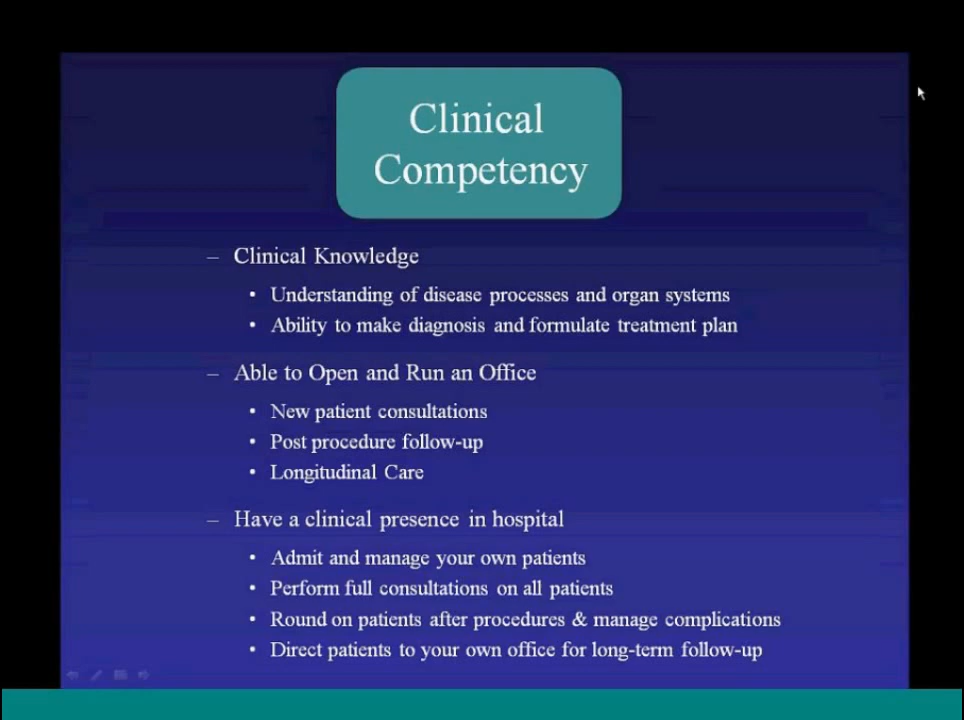 Clinical
Competency
– Clinical Knowledge
• Understanding of disease processes and organ systems
• Ability to make diagnosis and formulate treatment plan
– Able to Open and Run an Office
• New patient consultations
• Post procedure follow-up
• Longitudinal Care
– Have a clinical presence in hospital
• Admit and manage your own patients
• Perform full consultations on all patients
• Round on patients after procedures & manage complications
• Direct patients to your own office for long-term follow-up